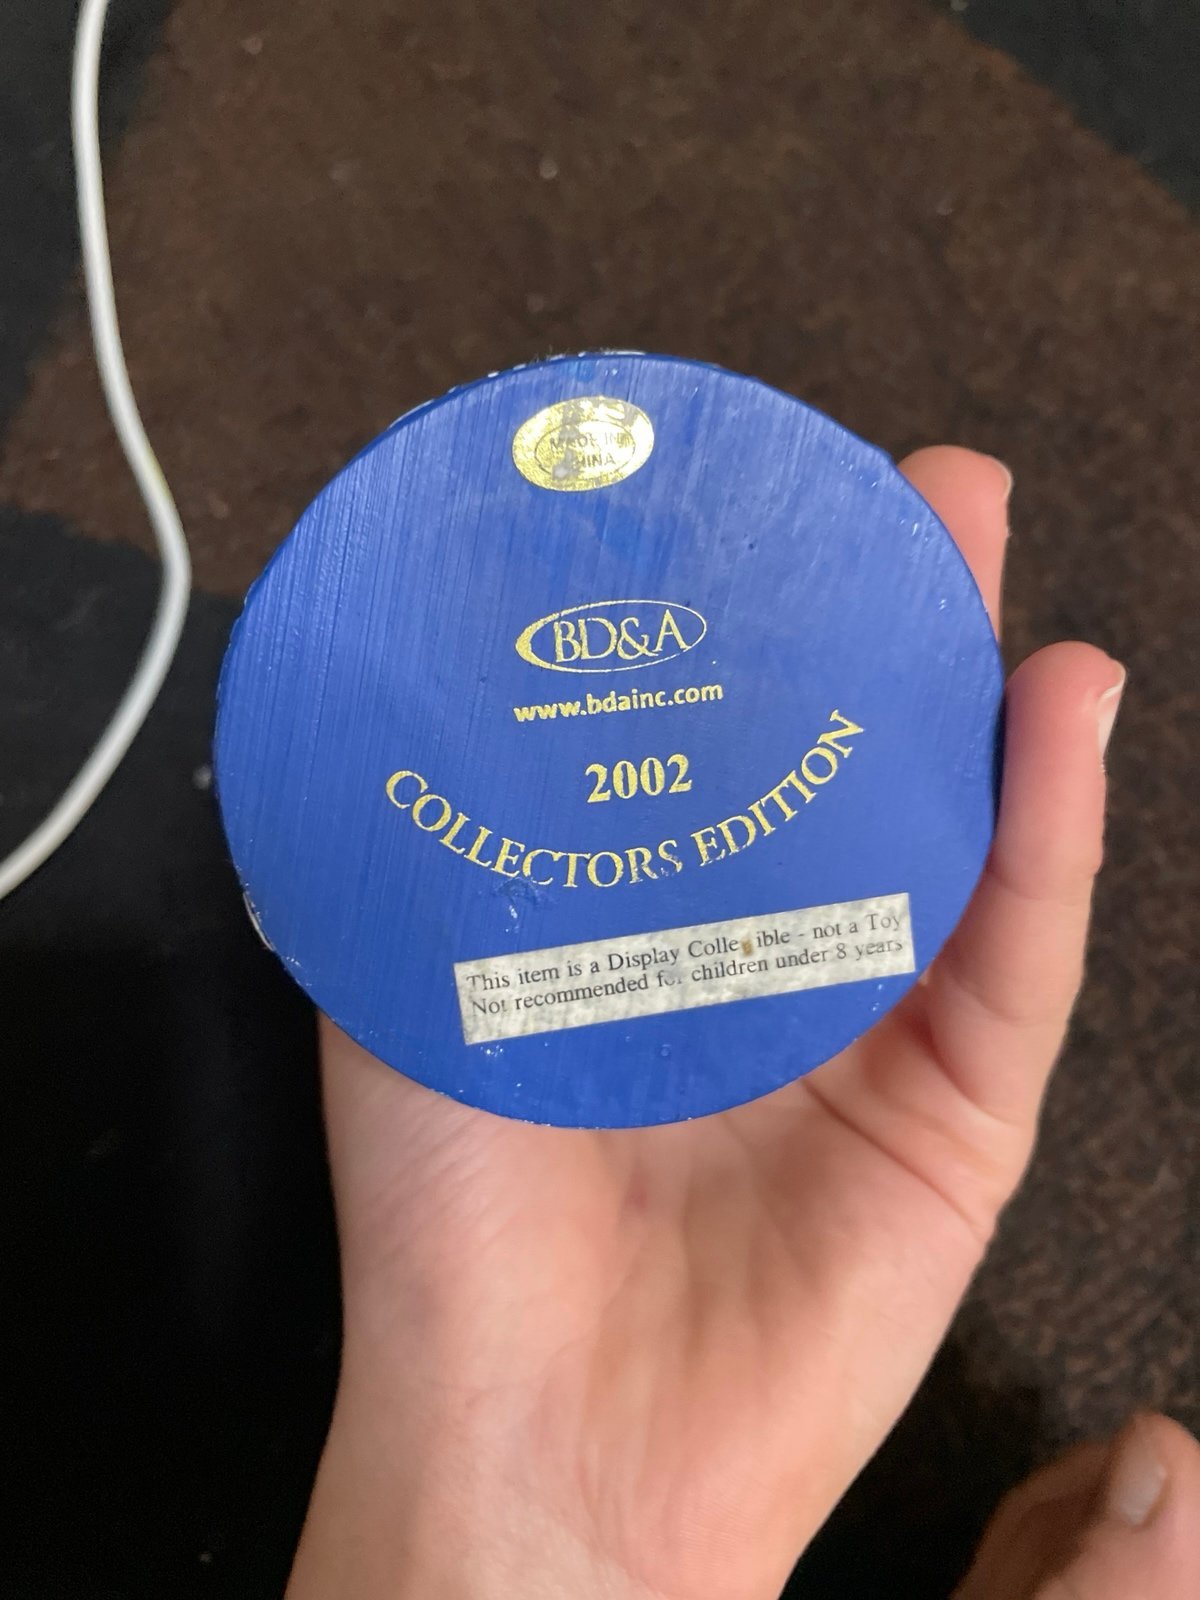 MADE IN
CHINA
BD&A
www.bdainc.com
2002
COLLECTORS EDITION
This item is a Display Colle ible - not a Toy
Not recommended for children under 8 years